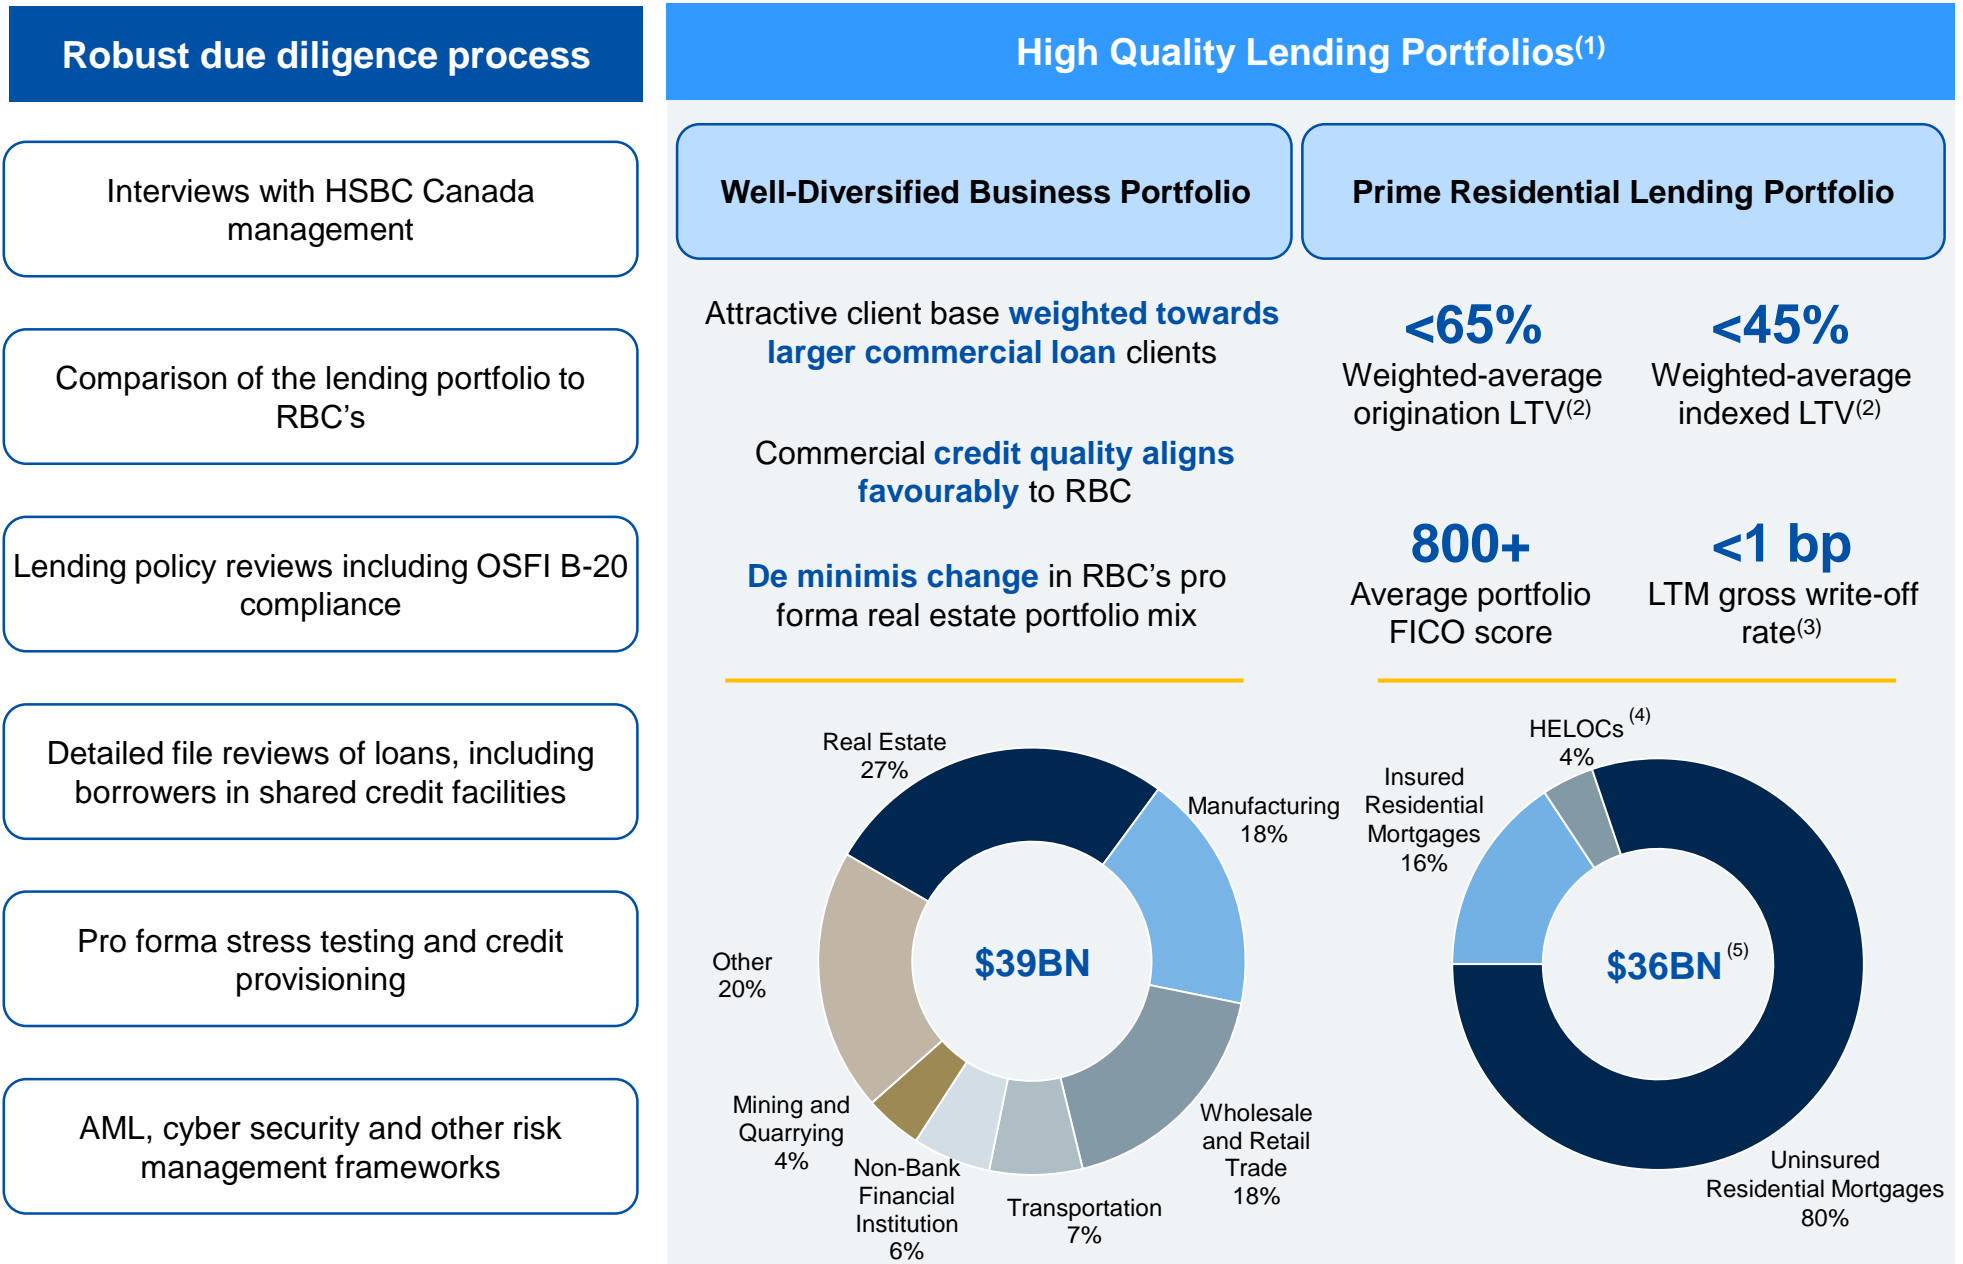 Robust due diligence process
Interviews with HSBC Canada
management
Comparison of the lending portfolio to
RBC’s
Lending policy reviews including OSFI B-20
compliance
Detailed file reviews of loans, including
borrowers in shared credit facilities
Pro forma stress testing and credit
provisioning
AML, cyber security and other risk
management frameworks
High Quality Lending Portfolios(1)
Well-Diversified Business Portfolio
Attractive client base weighted towards
larger commercial loan clients
Commercial credit quality aligns
favourably to RBC
De minimis change in RBC’s pro
forma real estate portfolio mix
Real Estate
27%
Manufacturing
18%
Wholesale
and Retail
Trade
18%
Transportation
7%
Non-Bank
Financial
Institution
6%
Mining and
Quarrying
4%
Other
20%
$39BN
Prime Residential Lending Portfolio
<65%
Weighted-average
origination LTV(2)
<45%
Weighted-average
indexed LTV(2)
800+
Average portfolio
FICO score
<1 bp
LTM gross write-off
rate(3)
HELOCs (4)
4%
Insured
Residential
Mortgages
16%
$36BN (5)
Uninsured
Residential Mortgages
80%